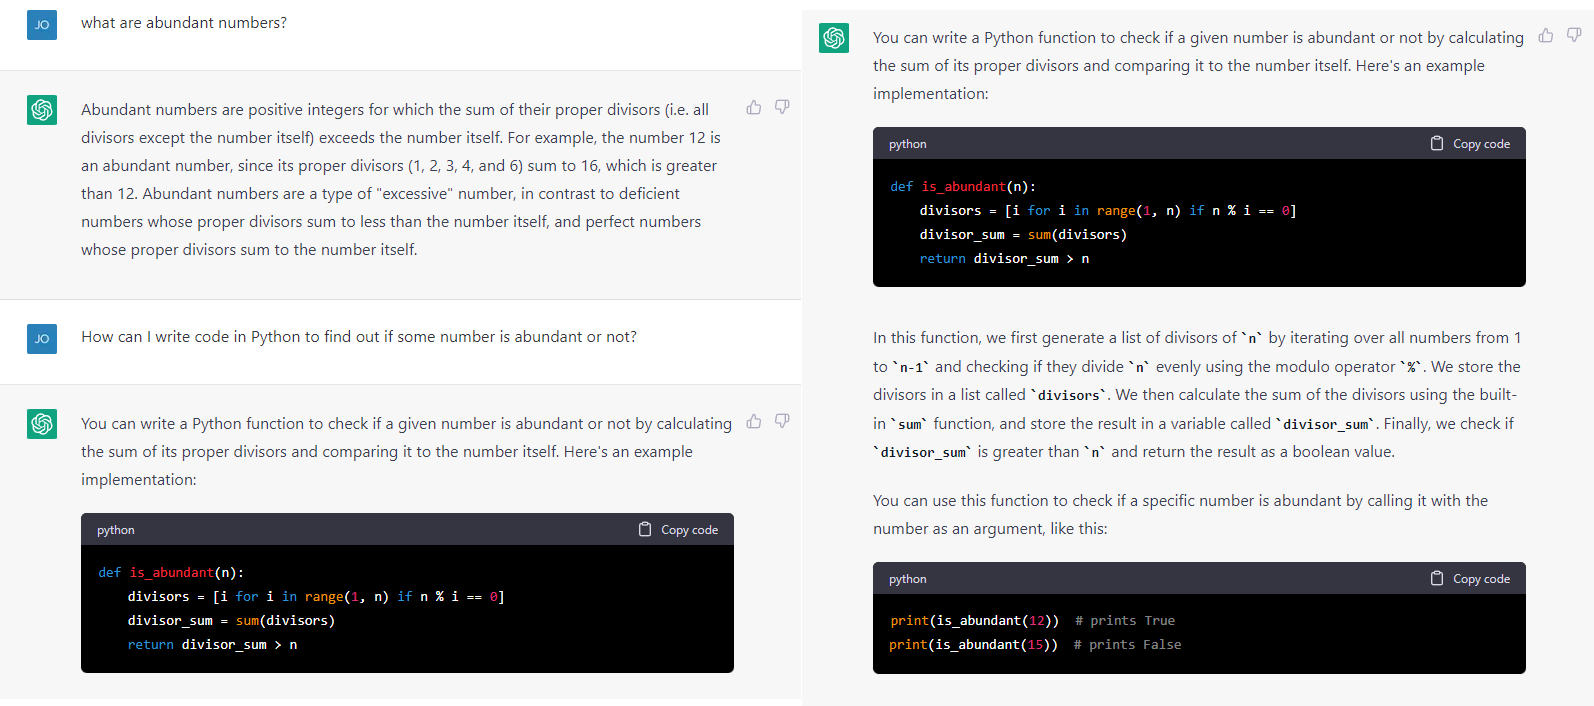 JO
what are abundant numbers?
Abundant numbers are positive integers for which the sum of their proper divisors (i.e. all
divisors except the number itself) exceeds the number itself. For example, the number 12 is
an abundant number, since its proper divisors (1, 2, 3, 4, and 6) sum to 16, which is greater
than 12. Abundant numbers are a type of "excessive" number, in contrast to deficient
numbers whose proper divisors sum to less than the number itself, and perfect numbers
whose proper divisors sum to the number itself.
JO
How can I write code in Python to find out if some number is abundant or not?
You can write a Python function to check if a given number is abundant or not by calculating
the sum of its proper divisors and comparing it to the number itself. Here's an example
implementation:
python
Copy code
def is_abundant(n):
    divisors = [i for i in range(1, n) if n % i == 0]
    divisor_sum = sum(divisors)
    return divisor_sum > n
You can write a Python function to check if a given number is abundant or not by calculating
the sum of its proper divisors and comparing it to the number itself. Here's an example
implementation:
python
Copy code
def is_abundant(n):
    divisors = [i for i in range(1, n) if n % i == 0]
    divisor_sum = sum(divisors)
    return divisor_sum > n
In this function, we first generate a list of divisors of `n` by iterating over all numbers from 1
to `n-1` and checking if they divide `n` evenly using the modulo operator `%`. We store the
divisors in a list called `divisors`. We then calculate the sum of the divisors using the built-
in `sum` function, and store the result in a variable called `divisor_sum`. Finally, we check if
`divisor_sum` is greater than `n` and return the result as a boolean value.
You can use this function to check if a specific number is abundant by calling it with the
number as an argument, like this:
python
Copy code
print(is_abundant(12))  # prints True
print(is_abundant(15))  # prints False